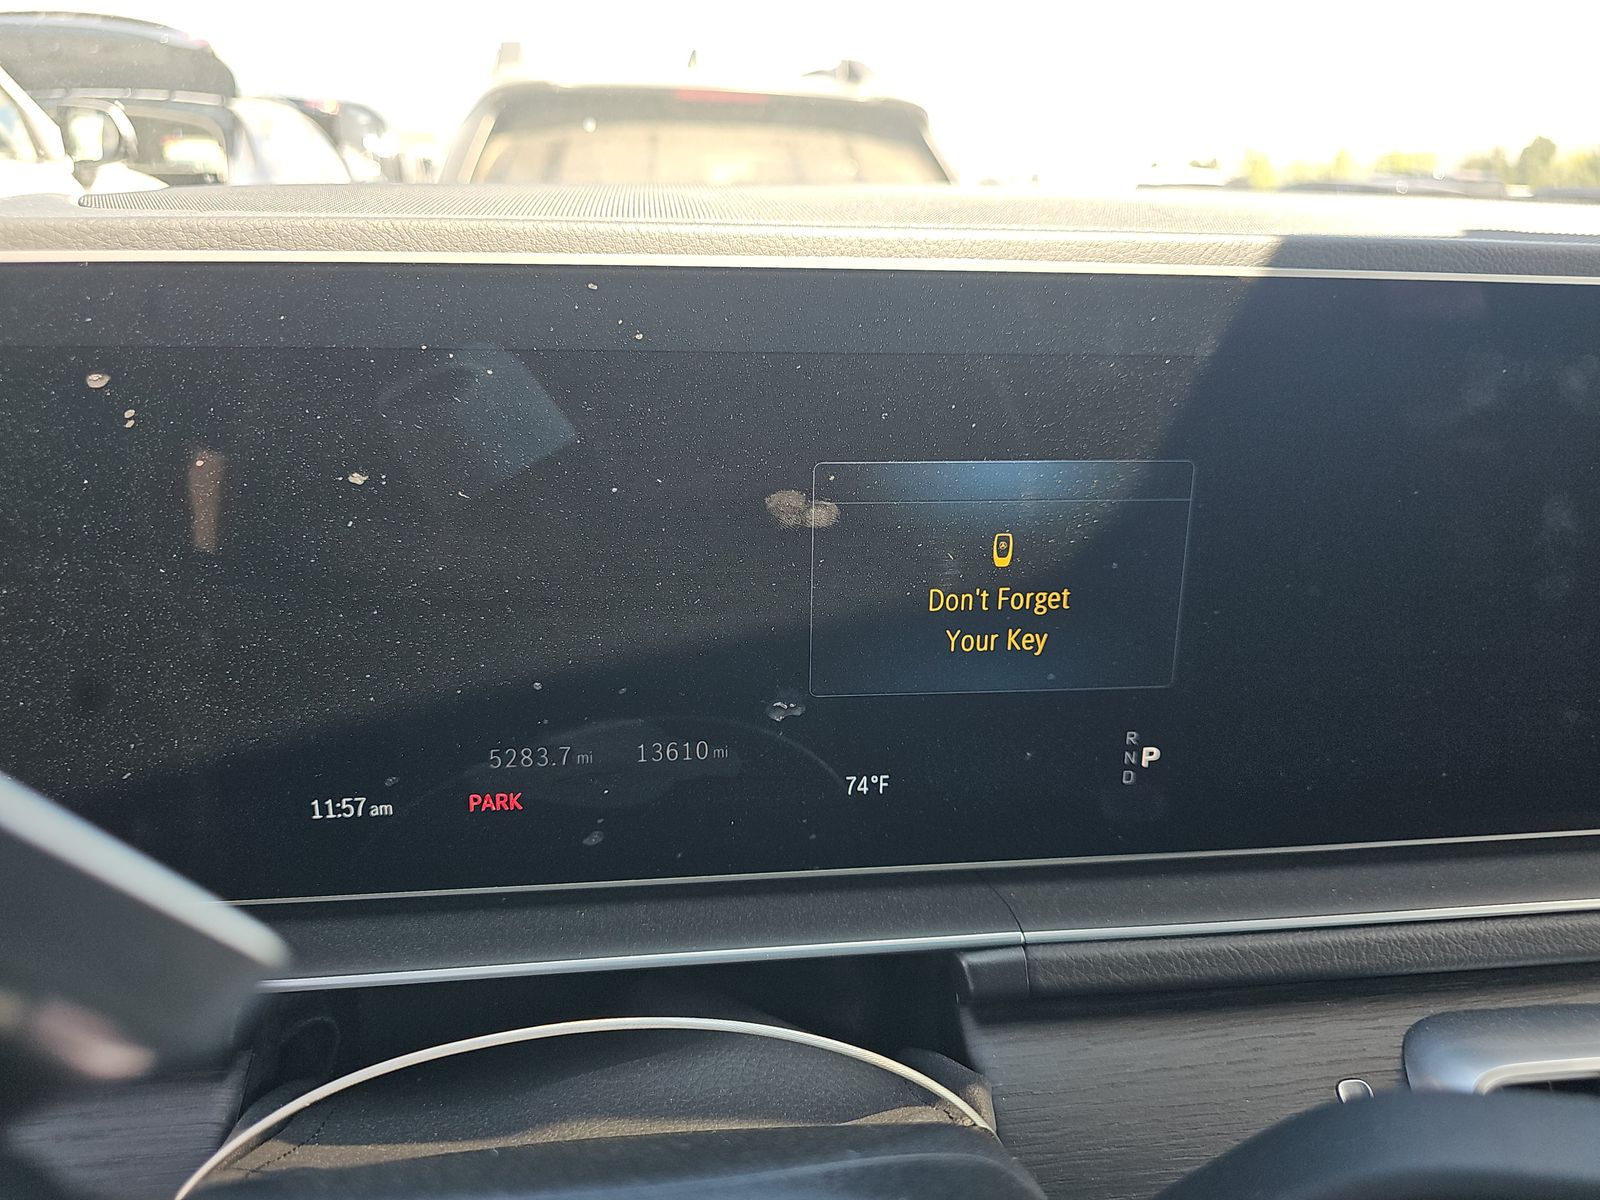 Don't Forget
Your Key
5283.7 mi 13610 mi
R
N P
D
11:57 am PARK 74°F